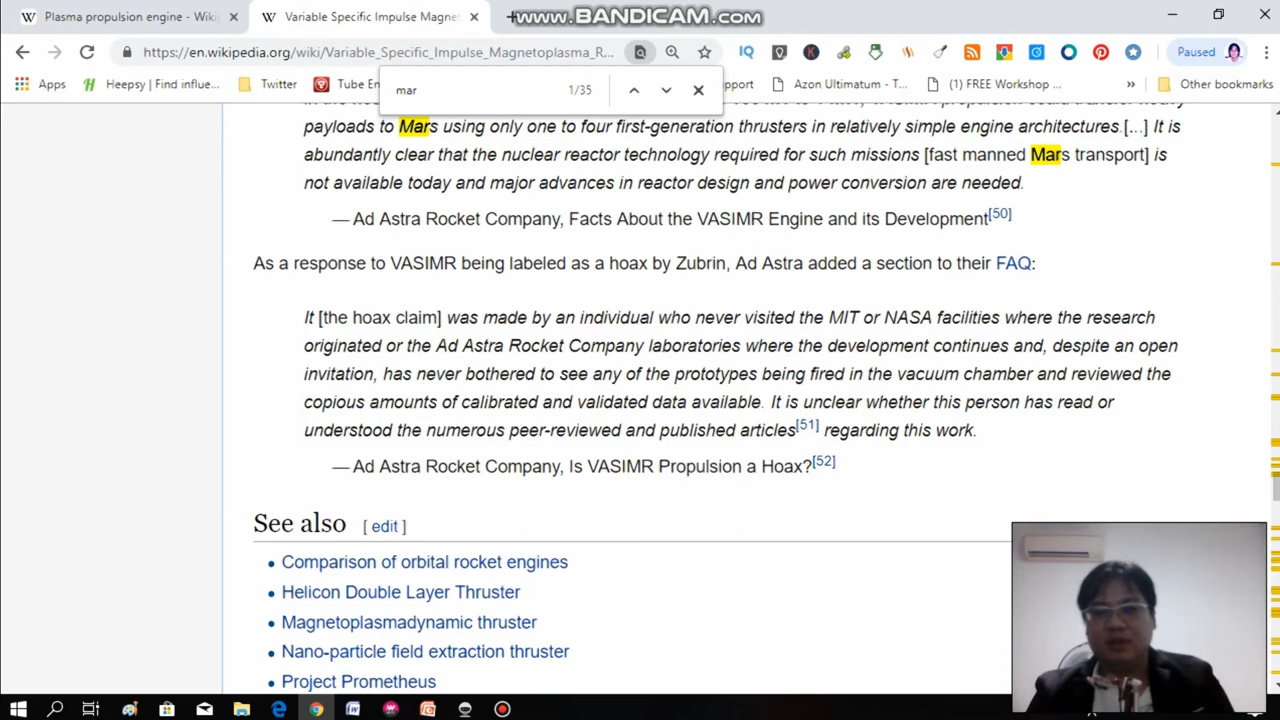 Plasma propulsion engine - Wiki
Variable Specific Impulse Magnet
www.BANDICAM.com
https://en.wikipedia.org/wiki/Variable_Specific_Impulse_Magnetoplasma_R...
IQ
Paused
Apps
Heepsy | Find influe...
Twitter
Tube En
mar
1/35
pport
Azon Ultimatum - T...
(1) FREE Workshop ...
»
Other bookmarks
payloads to Mars using only one to four first-generation thrusters in relatively simple engine architectures.[...] It is
abundantly clear that the nuclear reactor technology required for such missions [fast manned Mars transport] is
not available today and major advances in reactor design and power conversion are needed.
— Ad Astra Rocket Company, Facts About the VASIMR Engine and its Development[50]
As a response to VASIMR being labeled as a hoax by Zubrin, Ad Astra added a section to their FAQ:
It [the hoax claim] was made by an individual who never visited the MIT or NASA facilities where the research
originated or the Ad Astra Rocket Company laboratories where the development continues and, despite an open
invitation, has never bothered to see any of the prototypes being fired in the vacuum chamber and reviewed the
copious amounts of calibrated and validated data available. It is unclear whether this person has read or
understood the numerous peer-reviewed and published articles[51] regarding this work.
— Ad Astra Rocket Company, Is VASIMR Propulsion a Hoax?[52]
See also [ edit ]
• Comparison of orbital rocket engines
• Helicon Double Layer Thruster
• Magnetoplasmadynamic thruster
• Nano-particle field extraction thruster
• Project Prometheus